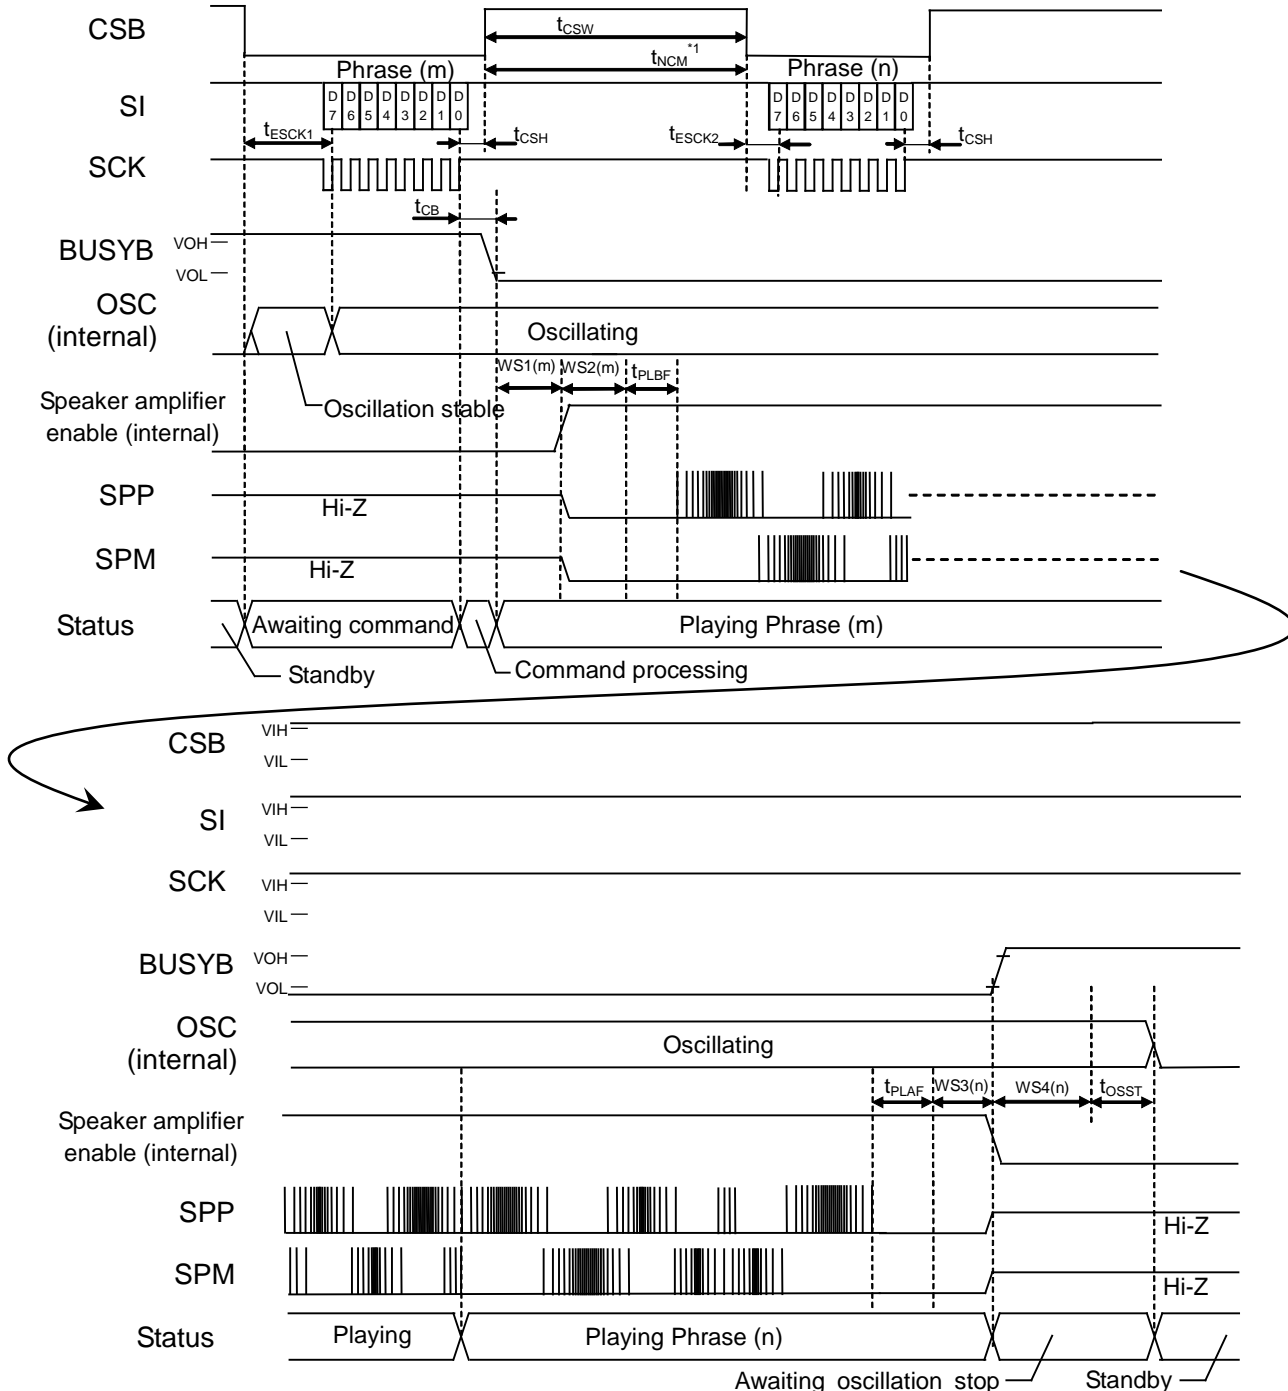 CSB
tCSW
tNCM*1
Phrase (m)
Phrase (n)
SI
D7 D6 D5 D4 D3 D2 D1 D0
D7 D6 D5 D4 D3 D2 D1 D0
tESCK1
tCSH
tESCK2
tCSH
SCK
tCB
BUSYB
VOH
VOL
OSC
(internal)
Oscillating
WS1(m)
WS2(m)
tPLBF
Speaker amplifier
enable (internal)
Oscillation stable
SPP
Hi-Z
SPM
Hi-Z
Status
Awaiting command
Playing Phrase (m)
Standby
Command processing
CSB
VIH
VIL
SI
VIH
VIL
SCK
VIH
VIL
BUSYB
VOH
VOL
OSC
(internal)
Oscillating
tPLAF
WS3(n)
WS4(n)
tOSST
Speaker amplifier
enable (internal)
SPP
Hi-Z
SPM
Hi-Z
Status
Playing
Playing Phrase (n)
Awaiting oscillation stop
Standby